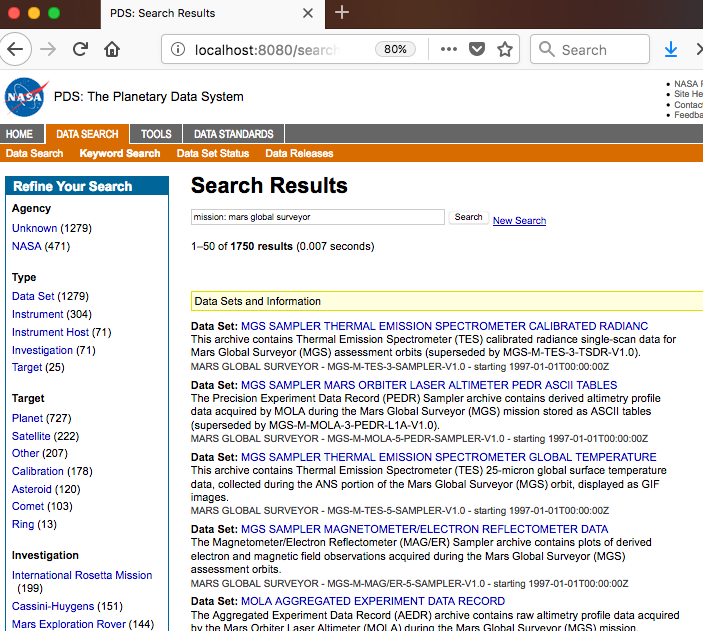 PDS: Search Results
localhost:8080/search
80%
Search
NASA
PDS: The Planetary Data System
NASA
Site He
Contac
Feedba
HOME
DATA SEARCH
TOOLS
DATA STANDARDS
Data Search
Keyword Search
Data Set Status
Data Releases
Refine Your Search
Agency
Unknown (1279)
NASA (471)
Type
Data Set (1279)
Instrument (304)
Instrument Host (71)
Investigation (71)
Target (25)
Target
Planet (727)
Satellite (222)
Other (207)
Calibration (178)
Asteroid (120)
Comet (103)
Ring (13)
Investigation
International Rosetta Mission
(199)
Cassini-Huygens (151)
Mars Exploration Rover (144)
Search Results
mission: mars global surveyor
Search
New Search
1–50 of 1750 results (0.007 seconds)
Data Sets and Information
Data Set: MGS SAMPLER THERMAL EMISSION SPECTROMETER CALIBRATED RADIANC
This archive contains Thermal Emission Spectrometer (TES) calibrated radiance single-scan data for
Mars Global Surveyor (MGS) assessment orbits (superseded by MGS-M-TES-3-TSDR-V1.0).
MARS GLOBAL SURVEYOR - MGS-M-TES-3-SAMPLER-V1.0 - starting 1997-01-01T00:00:00Z
Data Set: MGS SAMPLER MARS ORBITER LASER ALTIMETER PEDR ASCII TABLES
The Precision Experiment Data Record (PEDR) Sampler archive contains derived altimetry profile
data acquired by MOLA during the Mars Global Surveyor (MGS) mission stored as ASCII tables
(superseded by MGS-M-MOLA-3-PEDR-L1A-V1.0).
MARS GLOBAL SURVEYOR - MGS-M-MOLA-5-PEDR-SAMPLER-V1.0 - starting 1997-01-01T00:00:00Z
Data Set: MGS SAMPLER THERMAL EMISSION SPECTROMETER GLOBAL TEMPERATURE
This archive contains Thermal Emission Spectrometer (TES) 25-micron global surface temperature
data, collected during the ANS portion of the Mars Global Surveyor (MGS) orbit, displayed as GIF
images.
MARS GLOBAL SURVEYOR - MGS-M-TES-5-SAMPLER-V1.0 - starting 1997-01-01T00:00:00Z
Data Set: MGS SAMPLER MAGNETOMETER/ELECTRON REFLECTOMETER DATA
The Magnetometer/Electron Reflectometer (MAG/ER) Sampler archive contains plots of derived
electron and magnetic field observations acquired during the Mars Global Surveyor (MGS)
assessment orbits.
MARS GLOBAL SURVEYOR - MGS-M-MAG/ER-5-SAMPLER-V1.0 - starting 1997-01-01T00:00:00Z
Data Set: MOLA AGGREGATED EXPERIMENT DATA RECORD
The Aggregated Experiment Data Record (AEDR) archive contains raw altimetry profile data acquired
by the Mars Orbiter Laser Altimeter (MOLA) during the Mars Global Surveyor (MGS) mission.